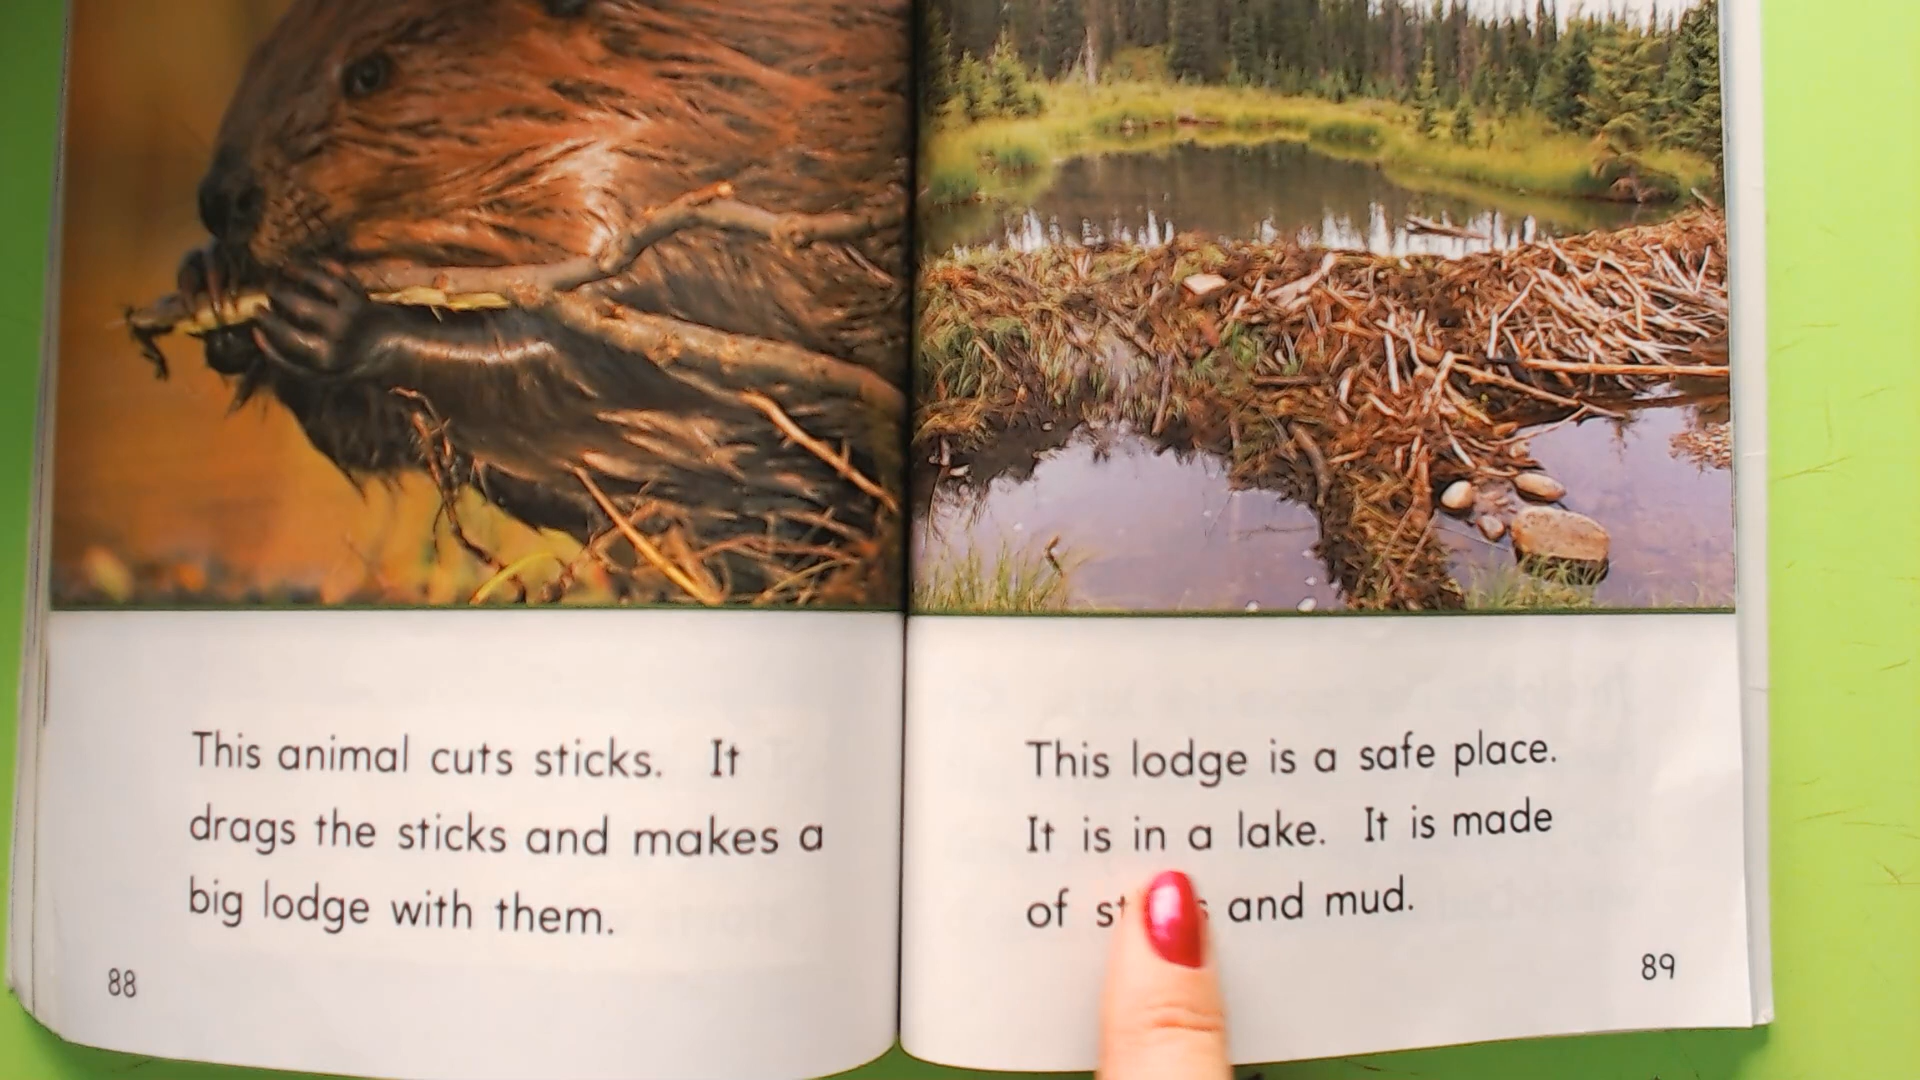 This animal cuts sticks. It
drags the sticks and makes a
big lodge with them.
88
This lodge is a safe place.
It is in a lake. It is made
of and mud.
89